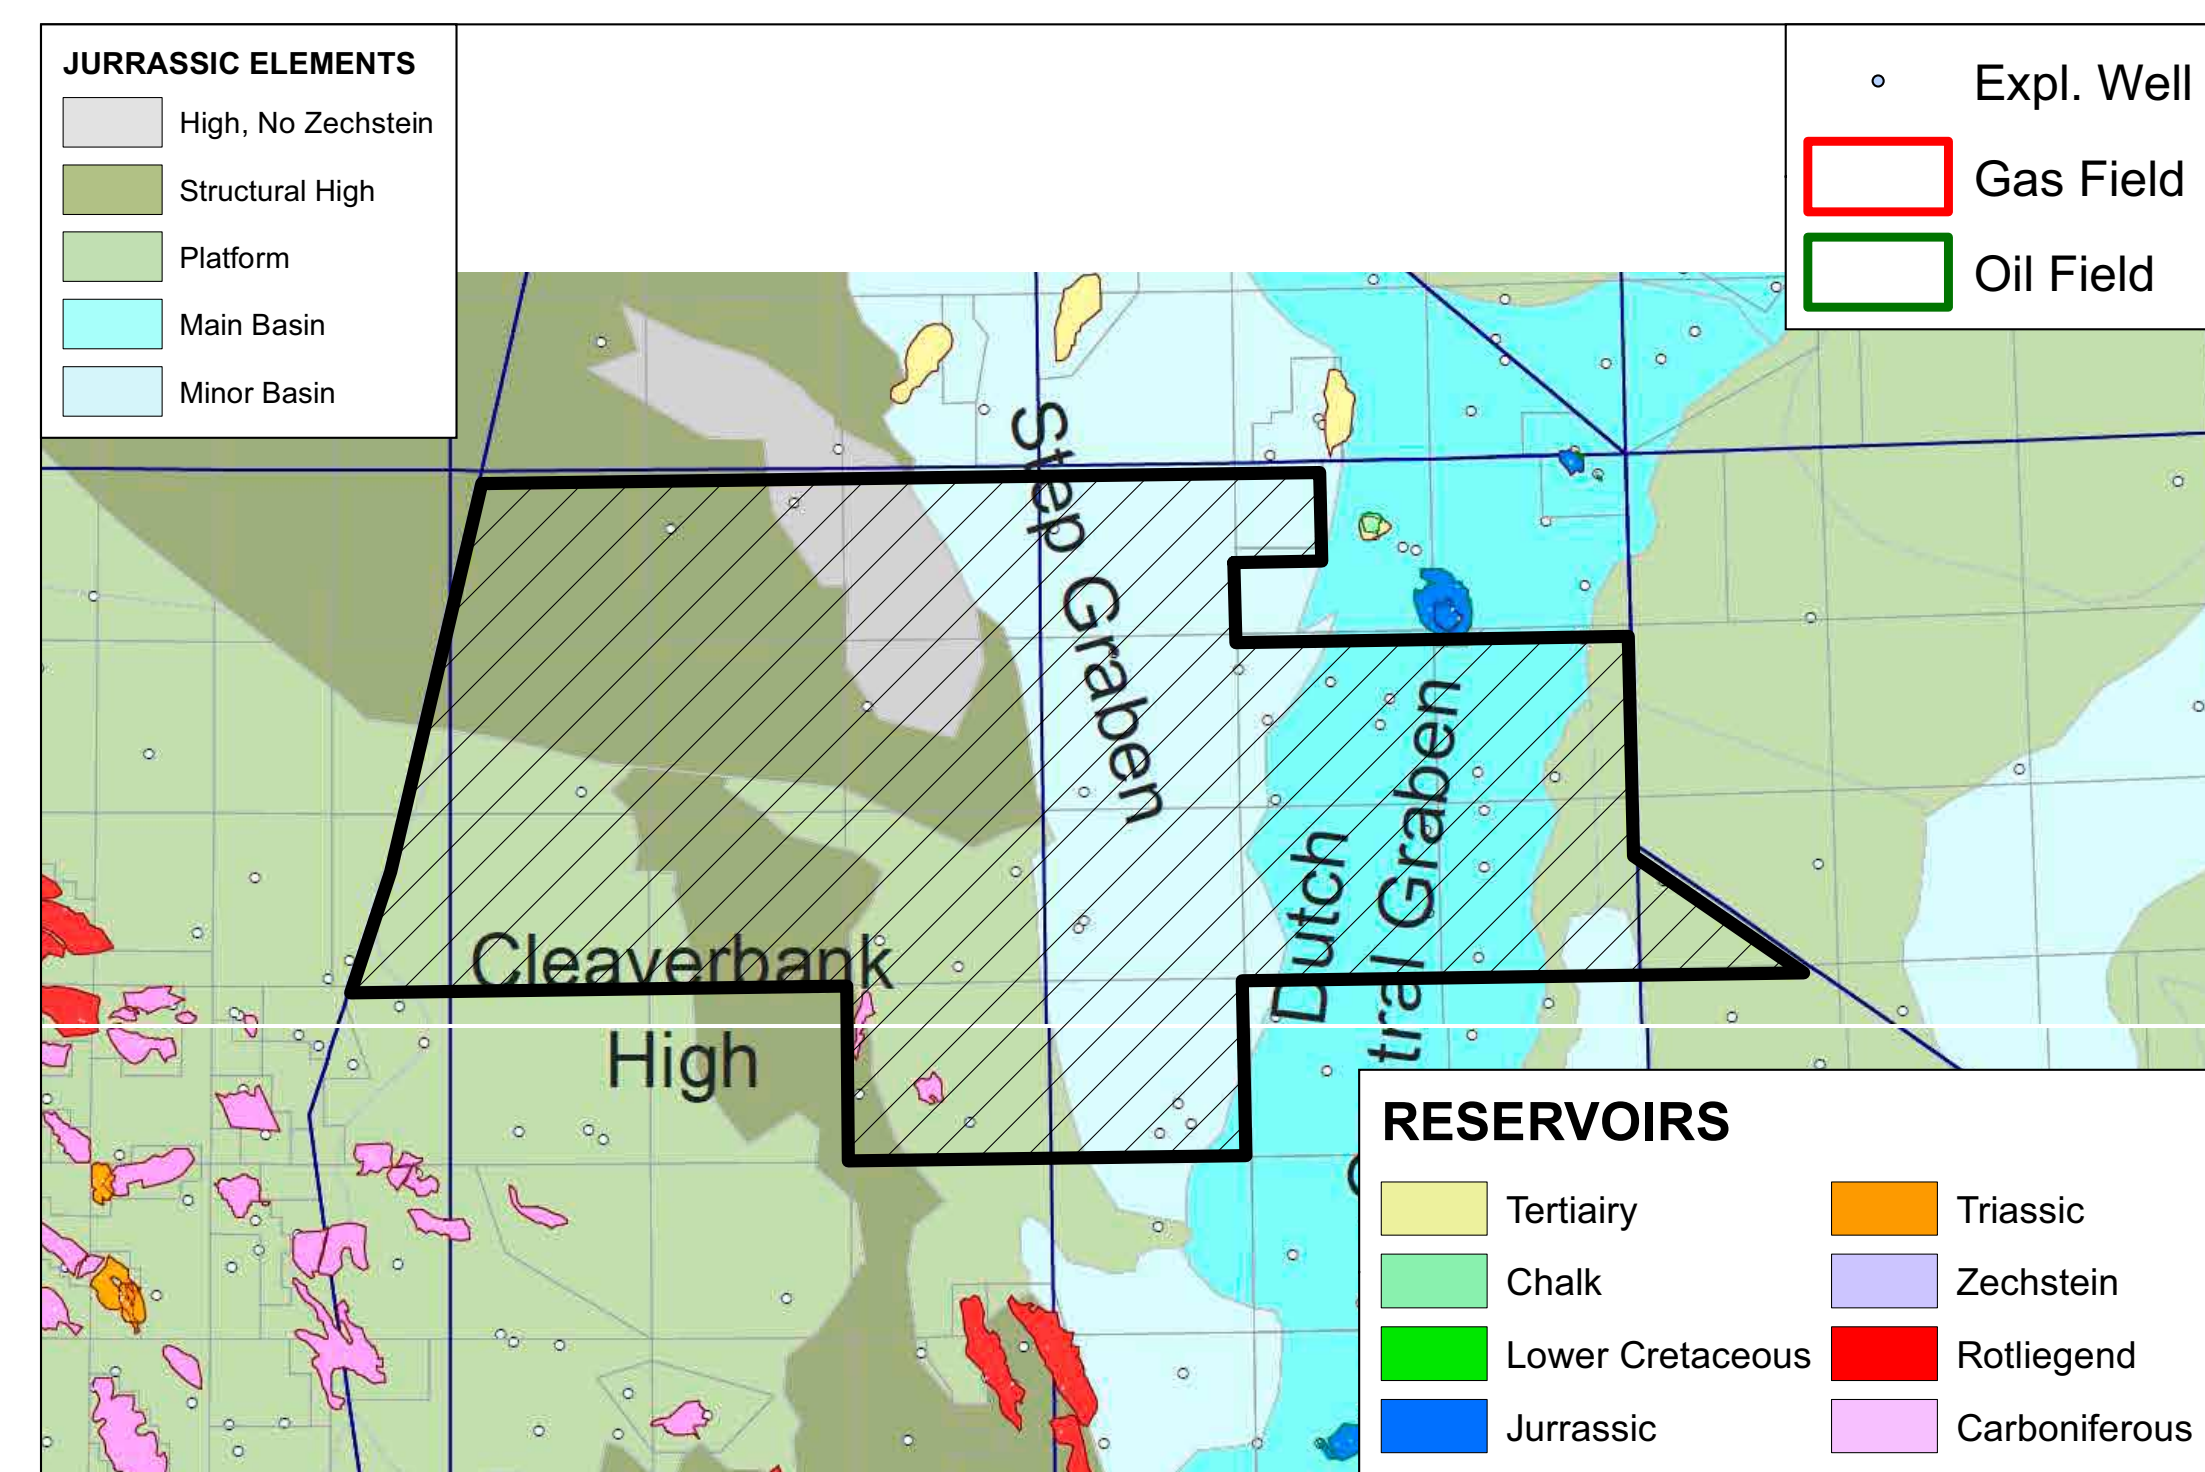 JURRASSIC ELEMENTS
High, No Zechstein
Structural High
Platform
Main Basin
Minor Basin
Expl. Well
Gas Field
Oil Field
Step Graben
Dutch
tral Graben
Cleaverbank
High
RESERVOIRS
Tertiairy
Chalk
Lower Cretaceous
Jurrassic
Triassic
Zechstein
Rotliegend
Carboniferous